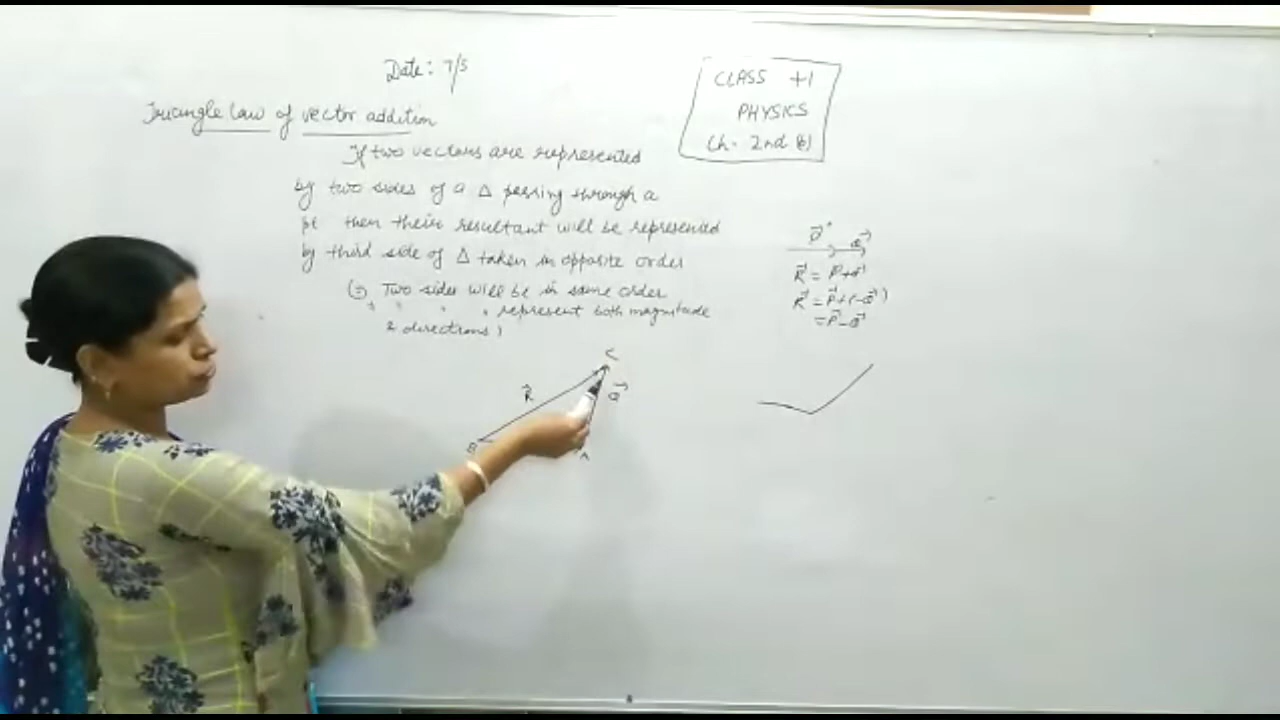 Date: 7/5
CLASS +1
PHYSICS
Ch. 2nd (B)
Triangle law of vector addition
If two vectors are represented
by two sides of a Δ passing through a
pt then their resultant will be represented
by third side of Δ taken in opposite order
Two sides will be in same order
" " " " represent both magnitude
& directions)
P⃗ Q⃗
R⃗ = P⃗+Q⃗
R⃗ = P⃗+(-Q⃗)
= P⃗-Q⃗
C
R⃗
Q⃗
B
A